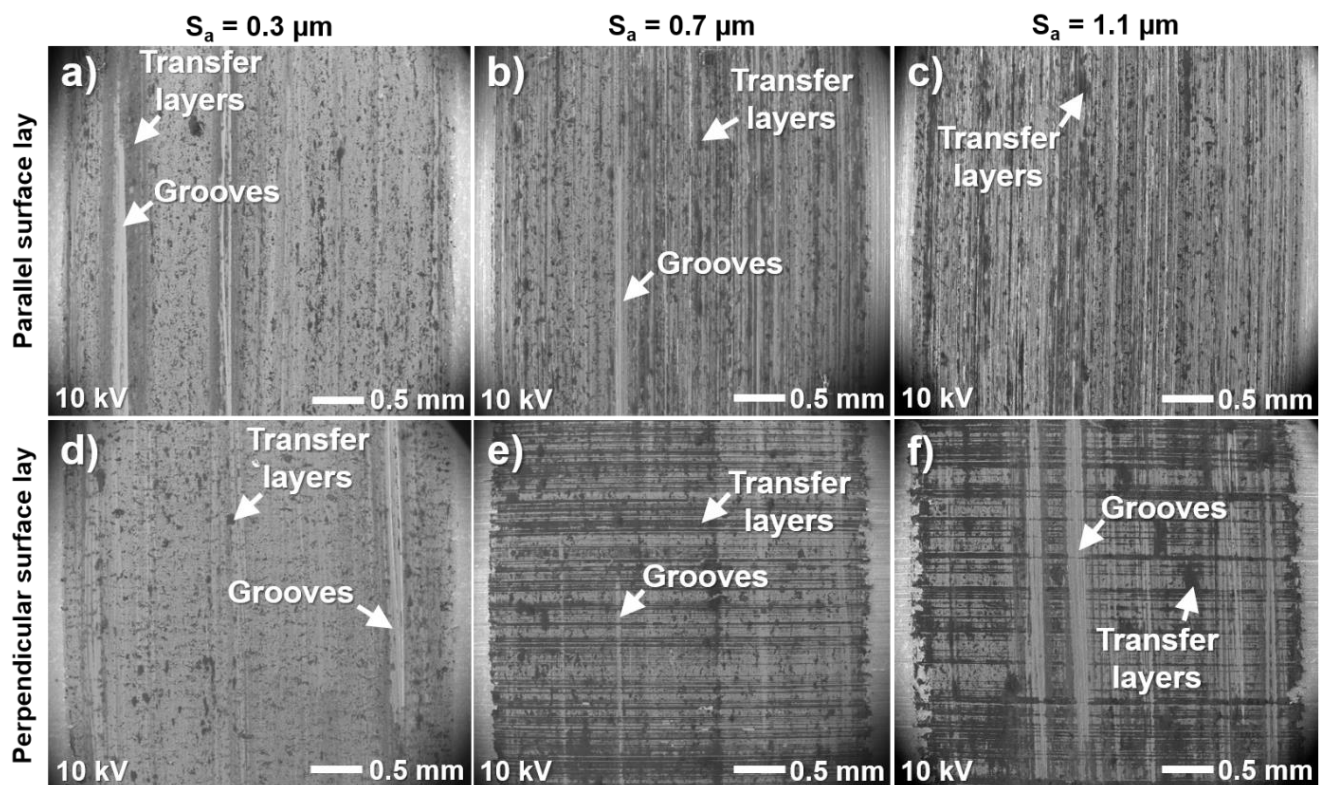 Sₐ = 0.3 µm
Sₐ = 0.7 µm
Sₐ = 1.1 µm
Parallel surface lay
a)
Transfer
layers
Grooves
10 kV
0.5 mm
b)
Transfer
layers
Grooves
10 kV
0.5 mm
c)
Transfer
layers
10 kV
0.5 mm
Perpendicular surface lay
d)
Transfer
layers
Grooves
10 kV
0.5 mm
e)
Transfer
layers
Grooves
10 kV
0.5 mm
f)
Grooves
Transfer
layers
10 kV
0.5 mm